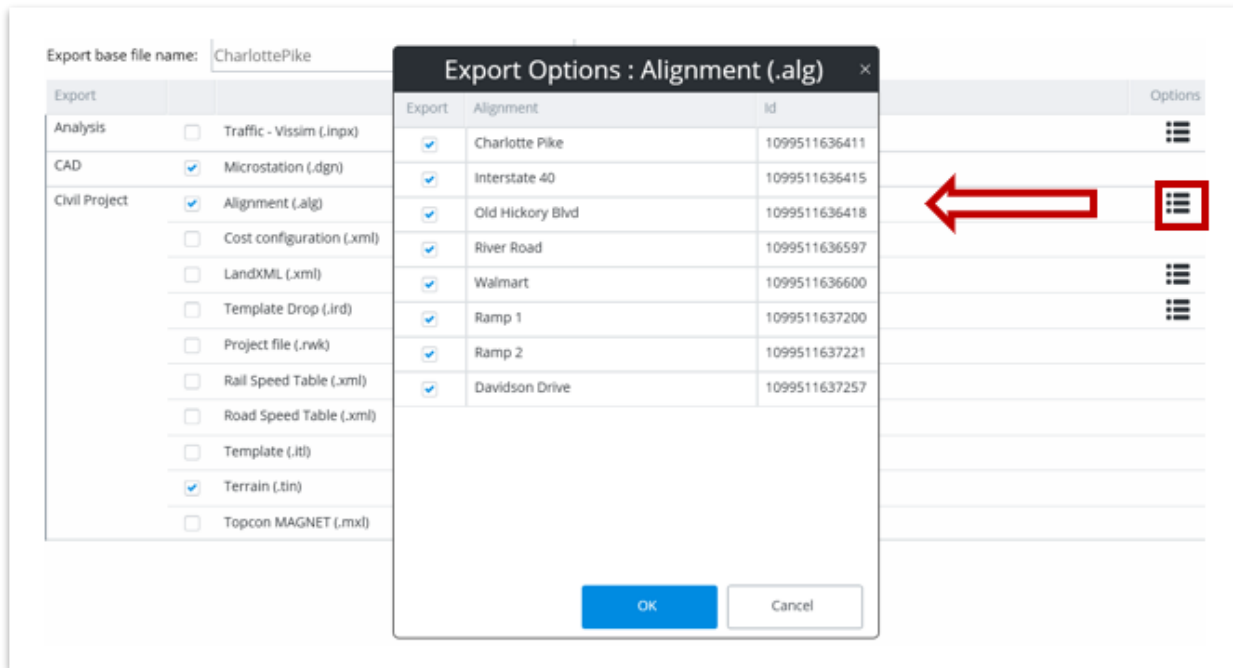 Export base file name: CharlottePike
Export Options : Alignment (.alg) ×
Export Options
Analysis Traffic - Vissim (.inpx)
CAD Microstation (.dgn)
Civil Project Alignment (.alg)
Cost configuration (.xml)
LandXML (.xml)
Template Drop (.ird)
Project file (.rwk)
Rail Speed Table (.xml)
Road Speed Table (.xml)
Template (.itl)
Terrain (.tin)
Topcon MAGNET (.mxl)
Export Alignment Id
Charlotte Pike 1099511636411
Interstate 40 1099511636415
Old Hickory Blvd 1099511636418
River Road 1099511636597
Walmart 1099511636600
Ramp 1 1099511637200
Ramp 2 1099511637221
Davidson Drive 1099511637257
OK Cancel